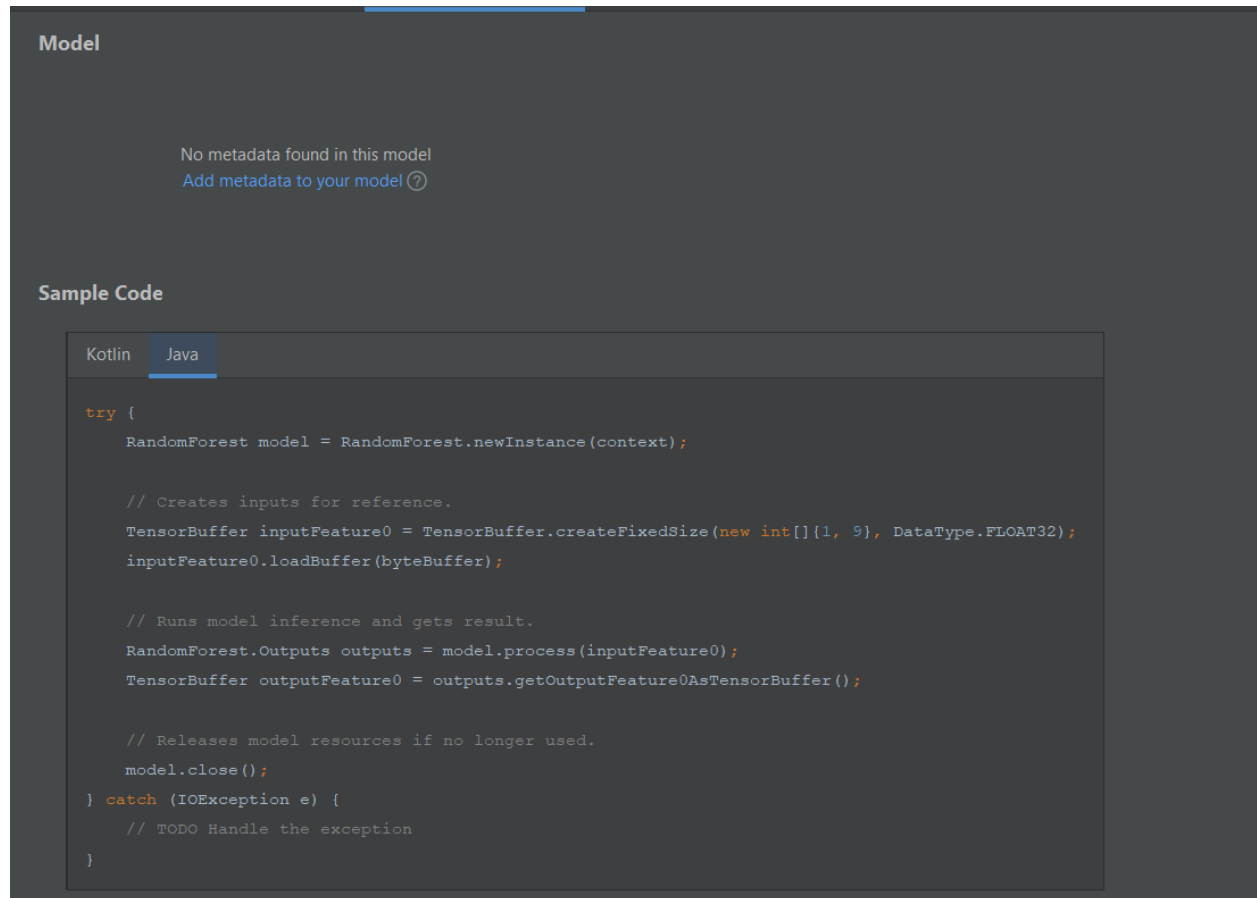 Model
No metadata found in this model
Add metadata to your model ?
Sample Code
Kotlin Java
try {
    RandomForest model = RandomForest.newInstance(context);
    // Creates inputs for reference.
    TensorBuffer inputFeature0 = TensorBuffer.createFixedSize(new int[]{1, 9}, DataType.FLOAT32);
    inputFeature0.loadBuffer(byteBuffer);
    // Runs model inference and gets result.
    RandomForest.Outputs outputs = model.process(inputFeature0);
    TensorBuffer outputFeature0 = outputs.getOutputFeature0AsTensorBuffer();
    // Releases model resources if no longer used.
    model.close();
} catch (IOException e) {
    // TODO Handle the exception
}